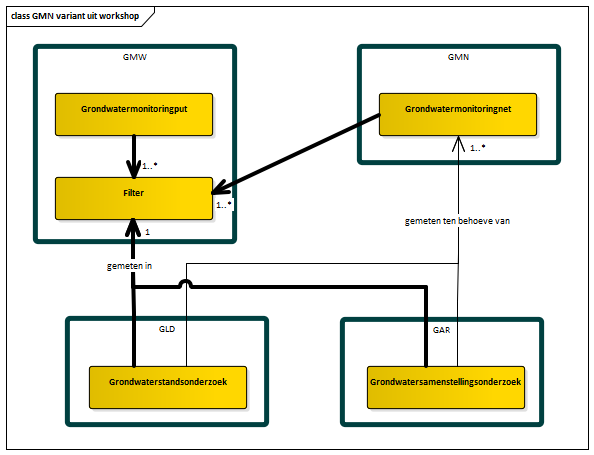 class GMN variant uit workshop
GMW
GMN
Grondwatermonitoringput
Grondwatermonitoringnet
1..*
1..*
Filter
1..*
1
gemeten ten behoeve van
gemeten in
GLD
GAR
Grondwaterstandsonderzoek
Grondwatersamenstellingsonderzoek